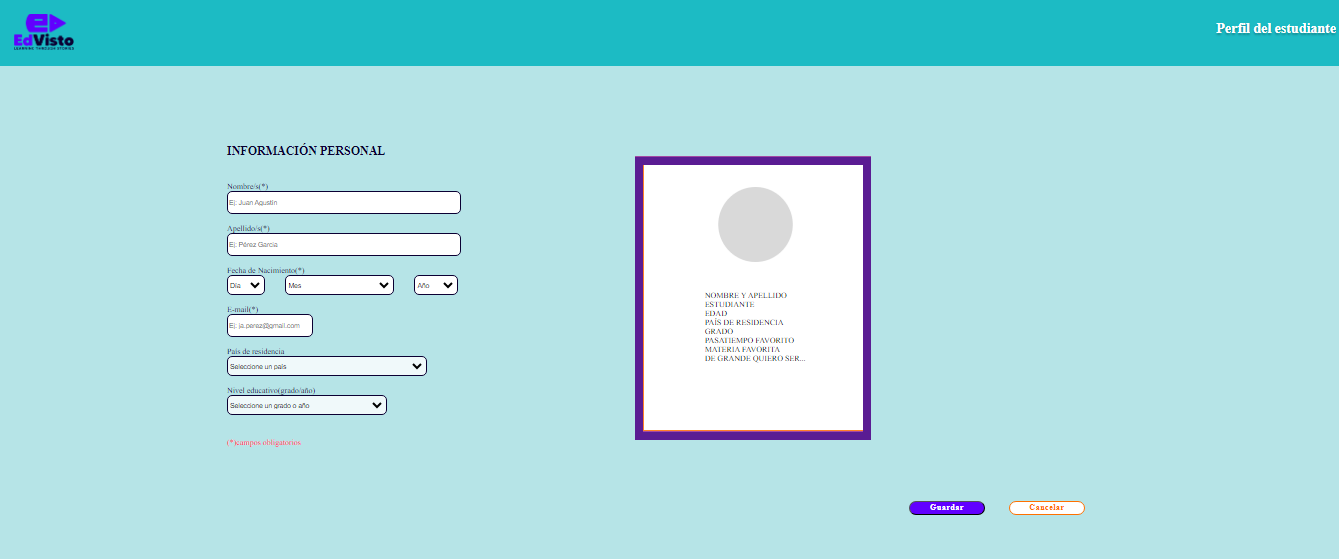 EdVisto
LEARNING THROUGH STORIES
Perfil del estudiante
INFORMACIÓN PERSONAL
Nombre/s(*)
Ej: Juan Agustín
Apellido/s(*)
Ej: Pérez García
Fecha de Nacimiento(*)
Día
Mes
Año
E-mail(*)
Ej: ja.perez@gmail.com
País de residencia
Seleccione un país
Nivel educativo(grado/año)
Seleccione un grado o año
(*)campos obligatorios
NOMBRE Y APELLIDO
ESTUDIANTE
EDAD
PAÍS DE RESIDENCIA
GRADO
PASATIEMPO FAVORITO
MATERIA FAVORITA
DE GRANDE QUIERO SER...
Guardar
Cancelar